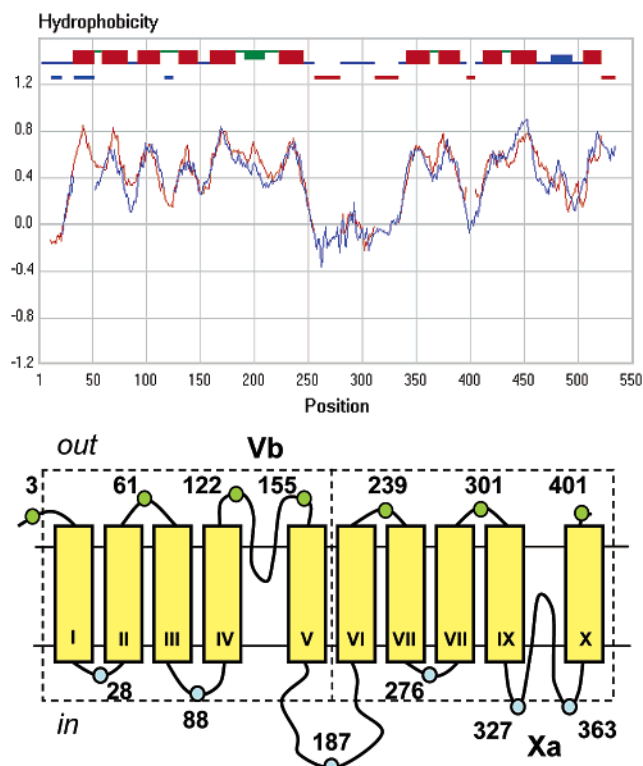 Hydrophobicity
1.2
0.8
0.4
0.0
-0.4
-0.8
-1.2
1 50 100 150 200 250 300 350 400 450 500 550
Position
out Vb
3 61 122 155 239 301 401
I II III IV V VI VII VII IX X
28 276
in 88 187 327 363
Xa